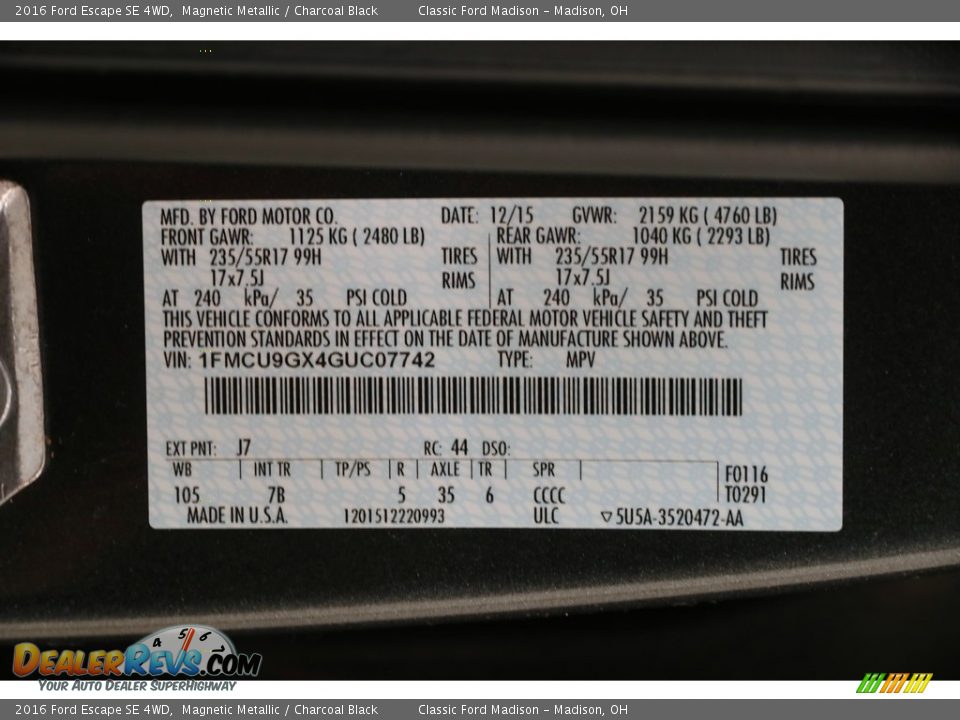 2016 Ford Escape SE 4WD, Magnetic Metallic / Charcoal Black Classic Ford Madison - Madison, OH
MFD. BY FORD MOTOR CO. DATE: 12/15 GVWR: 2159 KG ( 4760 LB)
FRONT GAWR: 1125 KG ( 2480 LB) REAR GAWR: 1040 KG ( 2293 LB)
WITH 235/55R17 99H TIRES WITH 235/55R17 99H TIRES
17x7.5J RIMS 17x7.5J RIMS
AT 240 kPa/ 35 PSI COLD AT 240 kPa/ 35 PSI COLD
THIS VEHICLE CONFORMS TO ALL APPLICABLE FEDERAL MOTOR VEHICLE SAFETY AND THEFT
PREVENTION STANDARDS IN EFFECT ON THE DATE OF MANUFACTURE SHOWN ABOVE.
VIN: 1FMCU9GX4GUC07742 TYPE: MPV
EXT PNT: J7 RC: 44 DSO:
WB INT TR TP/PS R AXLE TR SPR F0116
105 7B 5 35 6 CCCC T0291
MADE IN U.S.A. 1201512220993 ULC ▽5U5A-3520472-AA
4 5 6
DEALERREVS.COM
YOUR AUTO DEALER SUPERHIGHWAY
2016 Ford Escape SE 4WD, Magnetic Metallic / Charcoal Black Classic Ford Madison - Madison, OH